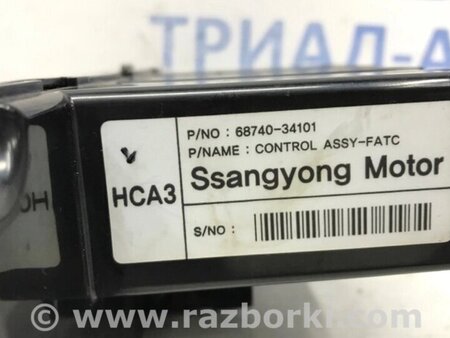 ТРИАЛ-А
P/NO : 68740-34101
P/NAME : CONTROL ASSY-FATC
HCA3
Ssangyong Motor
S/NO :
© www.razborki.com